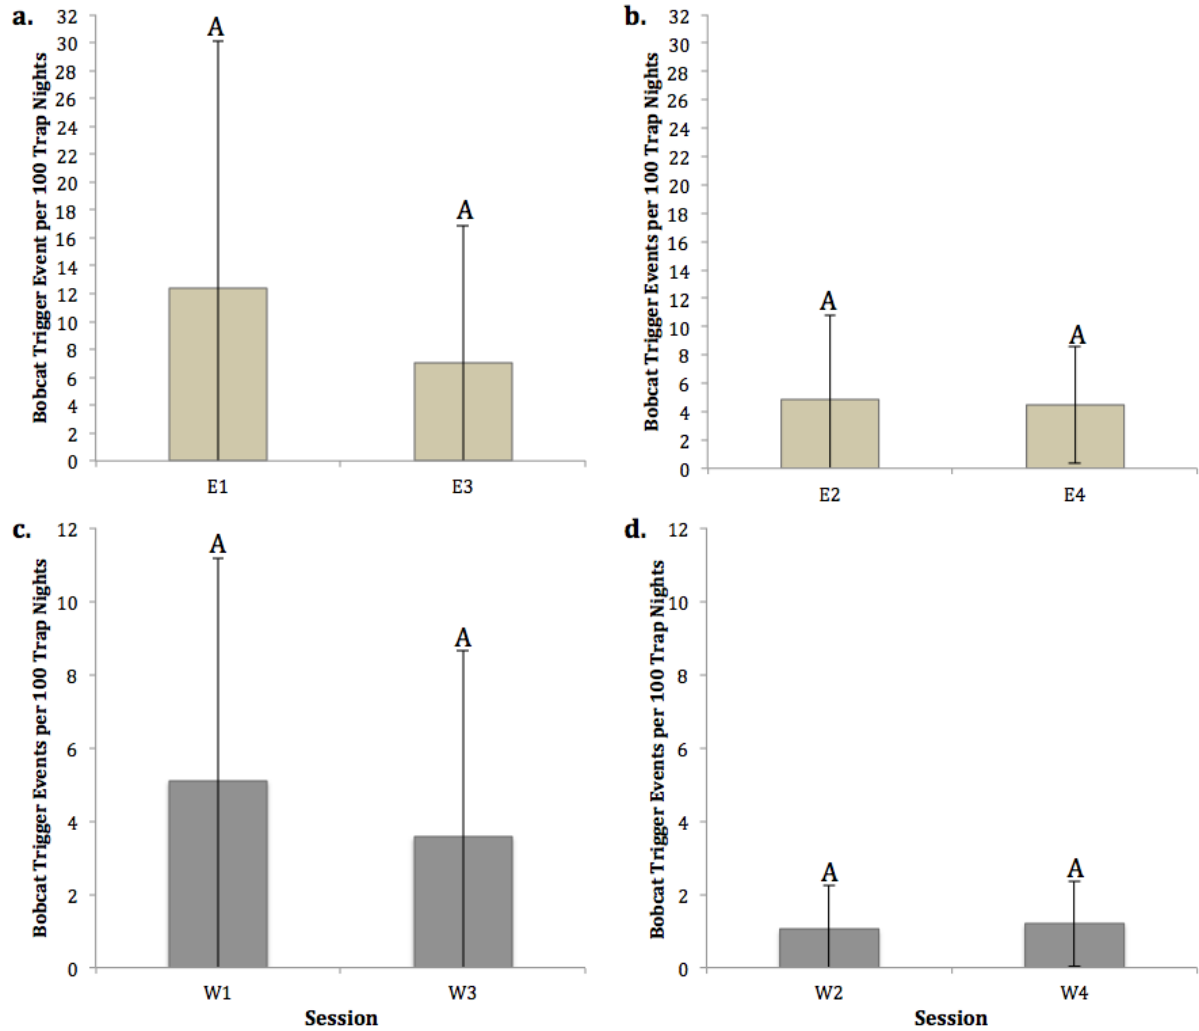 a.
Bobcat Trigger Event per 100 Trap Nights
32
30
28
26
24
22
20
18
16
14
12
10
8
6
4
2
0
A
A
E1 E3
b.
Bobcat Trigger Events per 100 Trap Nights
32
30
28
26
24
22
20
18
16
14
12
10
8
6
4
2
0
A
A
E2 E4
c.
Bobcat Trigger Events per 100 Trap Nights
12
10
8
6
4
2
0
A
A
W1 W3
Session
d.
Bobcat Trigger Events per 100 Trap Nights
12
10
8
6
4
2
0
A
A
W2 W4
Session